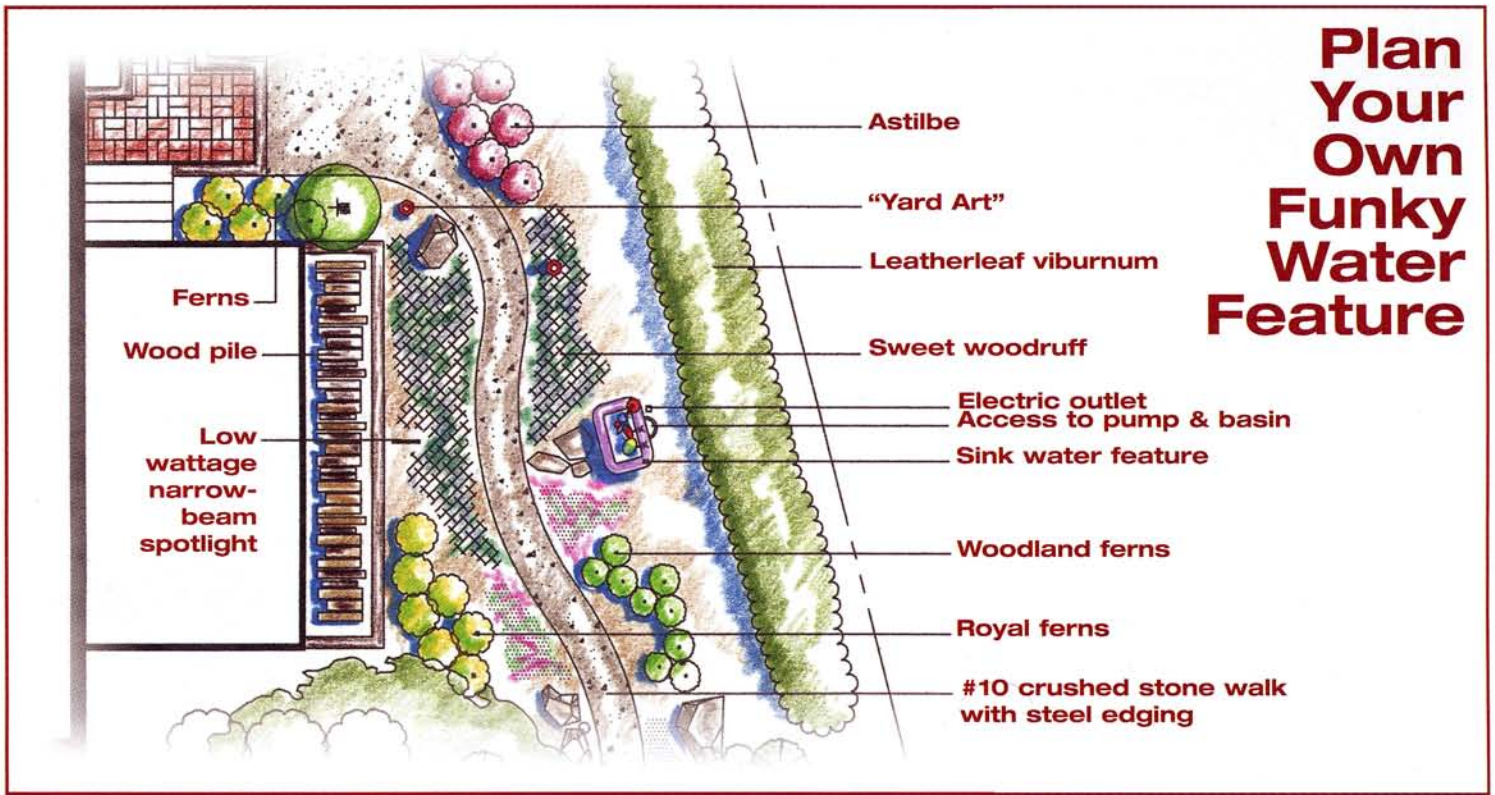 Plan
Your
Own
Funky
Water
Feature
Astilbe
“Yard Art”
Leatherleaf viburnum
Ferns
Wood pile
Sweet woodruff
Electric outlet
Access to pump & basin
Low
wattage
narrow-
beam
spotlight
Sink water feature
Woodland ferns
Royal ferns
#10 crushed stone walk
with steel edging